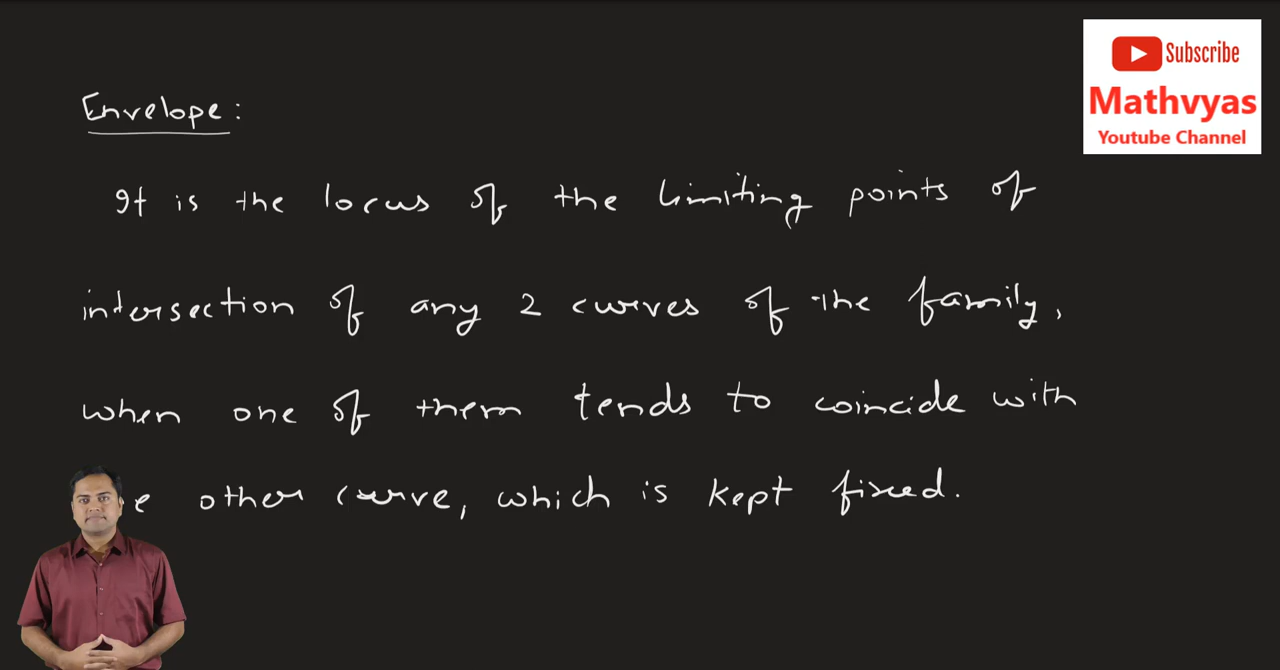 Subscribe
Mathvyas
Youtube Channel
Envelope:
It is the locus of the limiting points of
intersection of any 2 curves of the family,
when one of them tends to coincide with
e other curve, which is kept fixed.